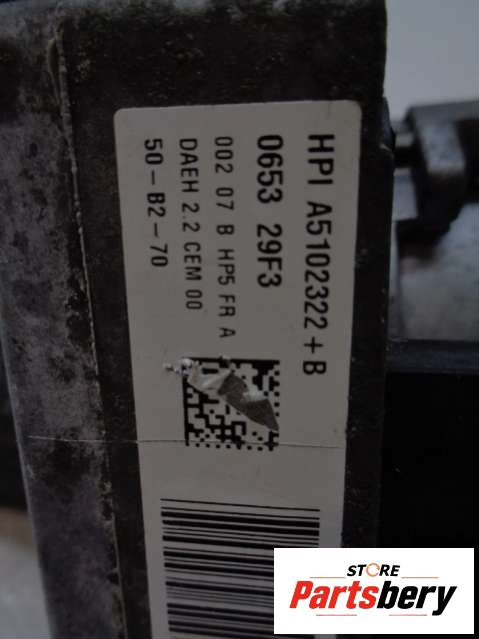 HPI A5102322+B
0653 29F3
002 07 B HP5 FR A
DAEH 2.2 CEM 00
50-B2-70
STORE
Partsbery